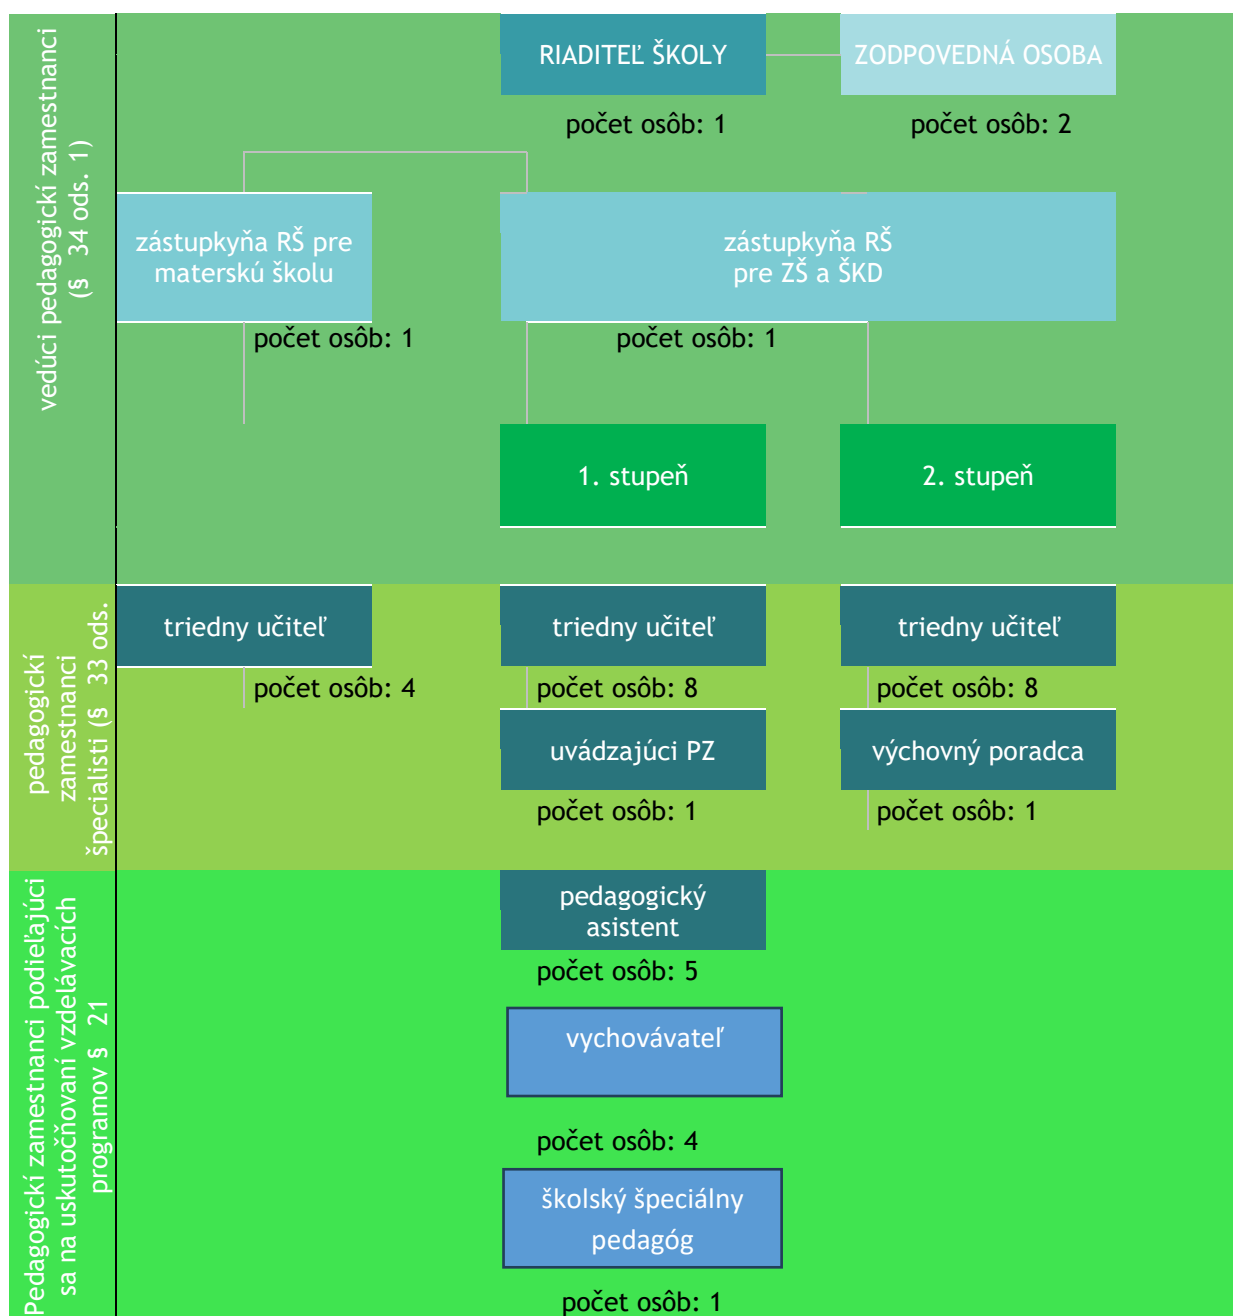 vedúci pedagogickí zamestnanci
(§ 34 ods. 1)
RIADITEĽ ŠKOLY
ZODPOVEDNÁ OSOBA
počet osôb: 1
počet osôb: 2
zástupkyňa RŠ pre
materskú školu
zástupkyňa RŠ
pre ZŠ a ŠKD
počet osôb: 1
počet osôb: 1
1. stupeň
2. stupeň
pedagogickí
zamestnanci
špecialisti (§ 33 ods.
triedny učiteľ
triedny učiteľ
triedny učiteľ
počet osôb: 4
počet osôb: 8
počet osôb: 8
uvádzajúci PZ
výchovný poradca
počet osôb: 1
počet osôb: 1
Pedagogickí zamestnanci podieľajúci
sa na uskutočňovaní vzdelávacích
programov § 21
pedagogický
asistent
počet osôb: 5
vychovávateľ
počet osôb: 4
školský špeciálny
pedagóg
počet osôb: 1